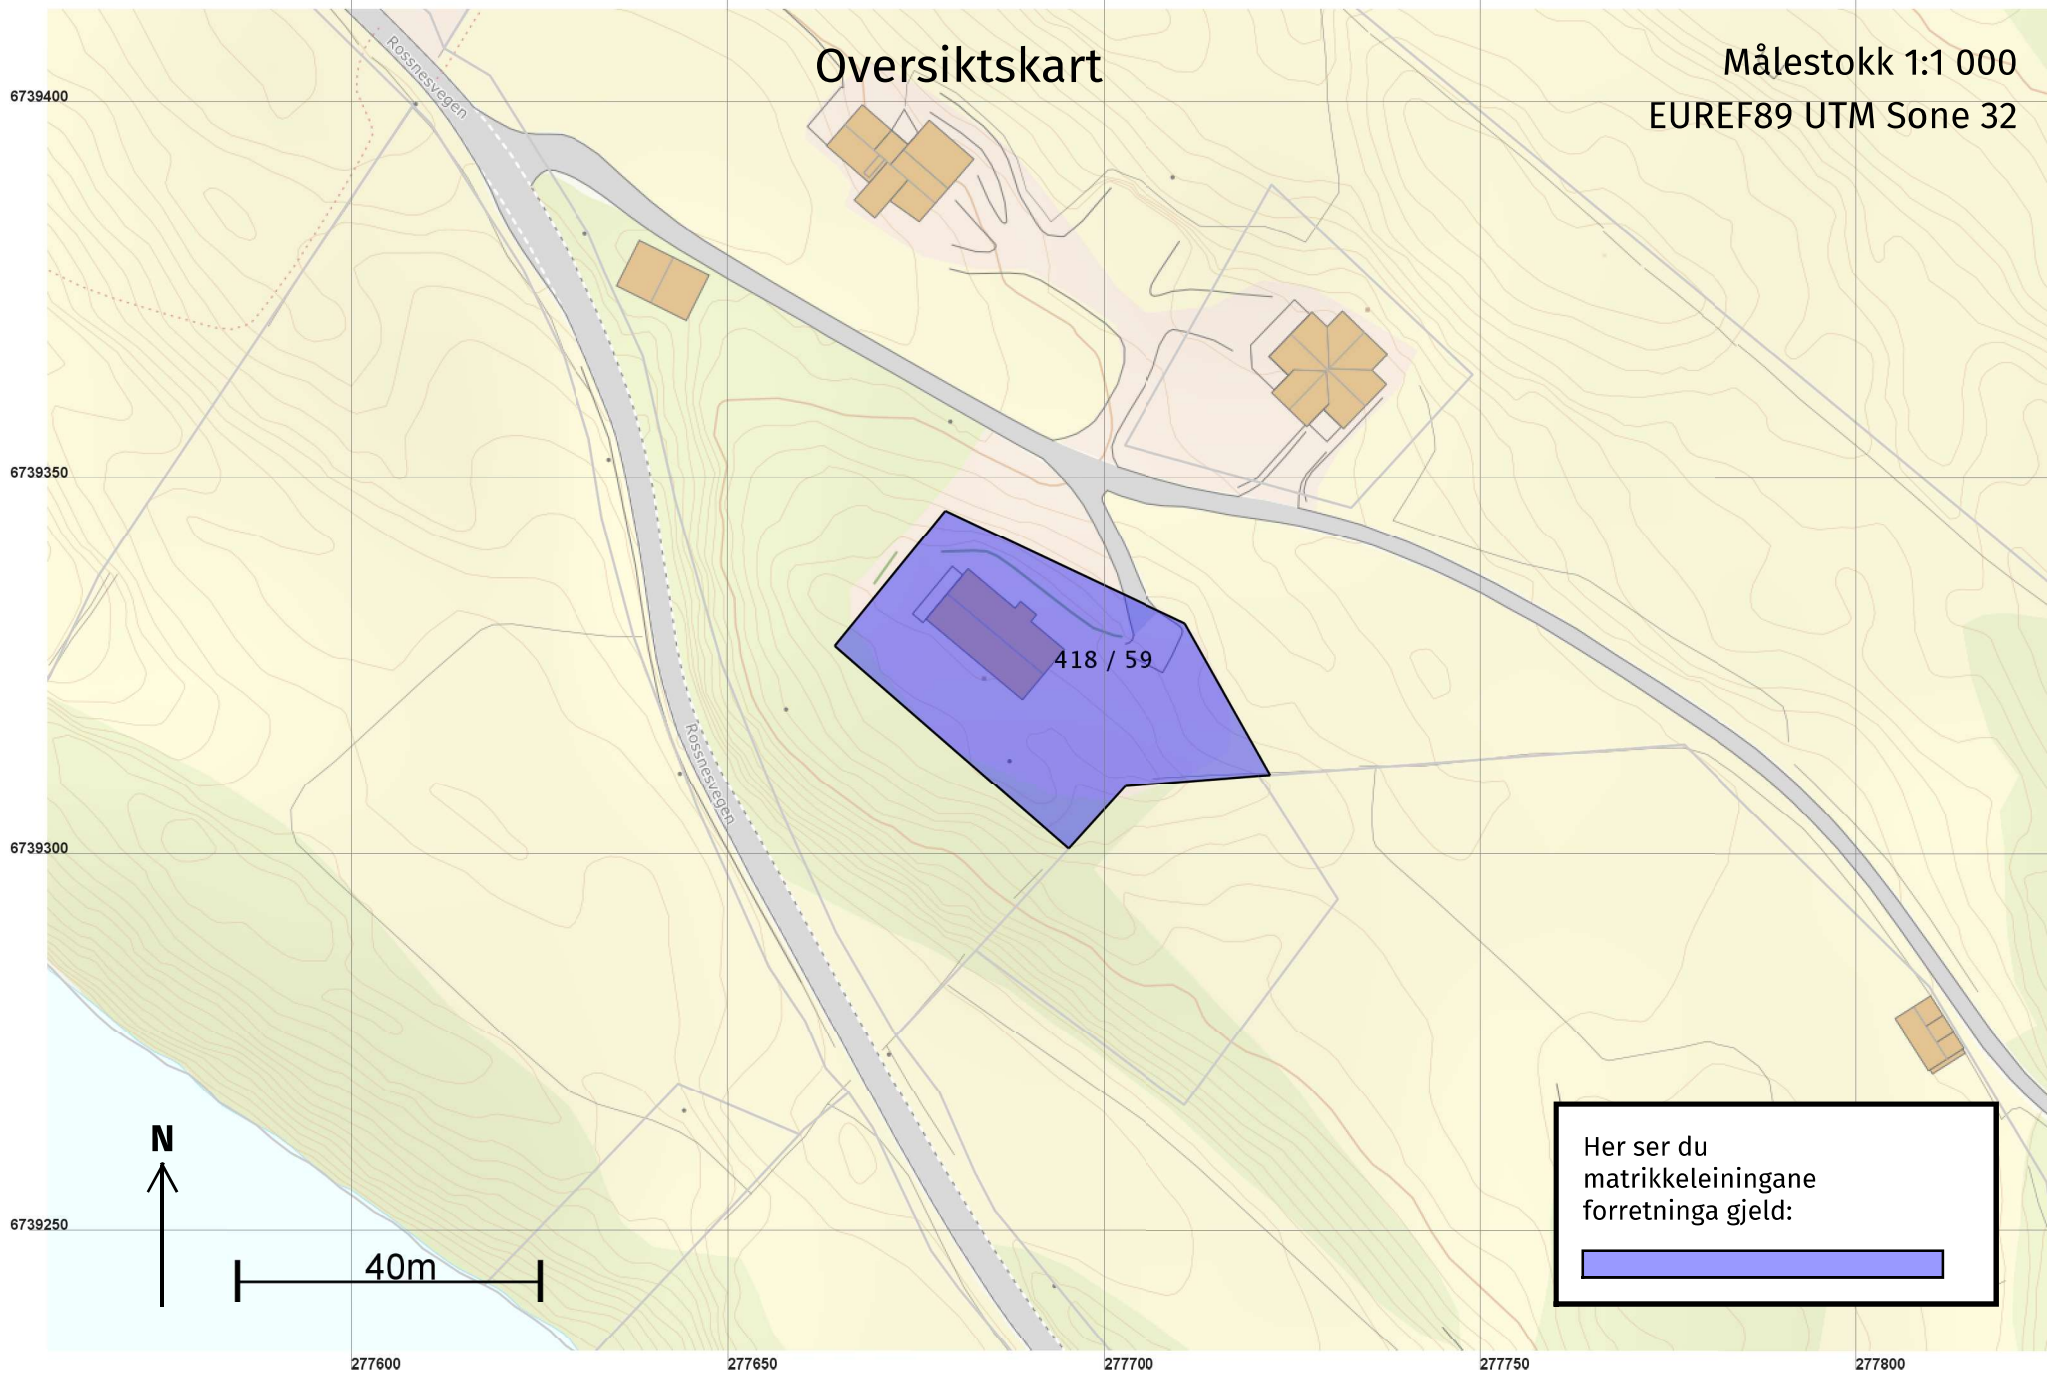 Oversiktskart
Målestokk 1:1 000
EUREF89 UTM Sone 32
Rossnesvegen
6739400
6739350
418 / 59
Rossnesvegen
6739300
N
Her ser du
matrikkeleiningane
forretninga gjeld:
6739250
40m
277600
277650
277700
277750
277800